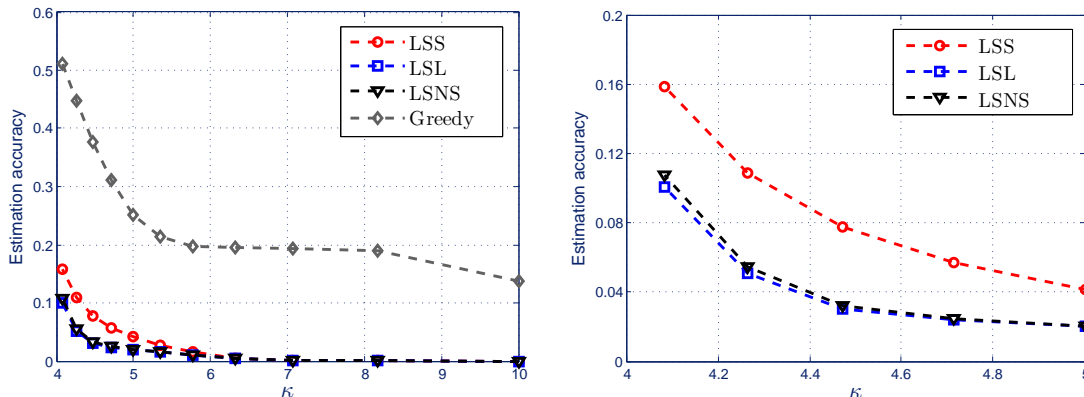 Estimation accuracy
0.6
0.5
0.4
0.3
0.2
0.1
0
4
5
6
7
8
9
10
κ
LSS
LSL
LSNS
Greedy
Estimation accuracy
0.2
0.16
0.12
0.08
0.04
0
4
4.2
4.4
4.6
4.8
5
κ
LSS
LSL
LSNS